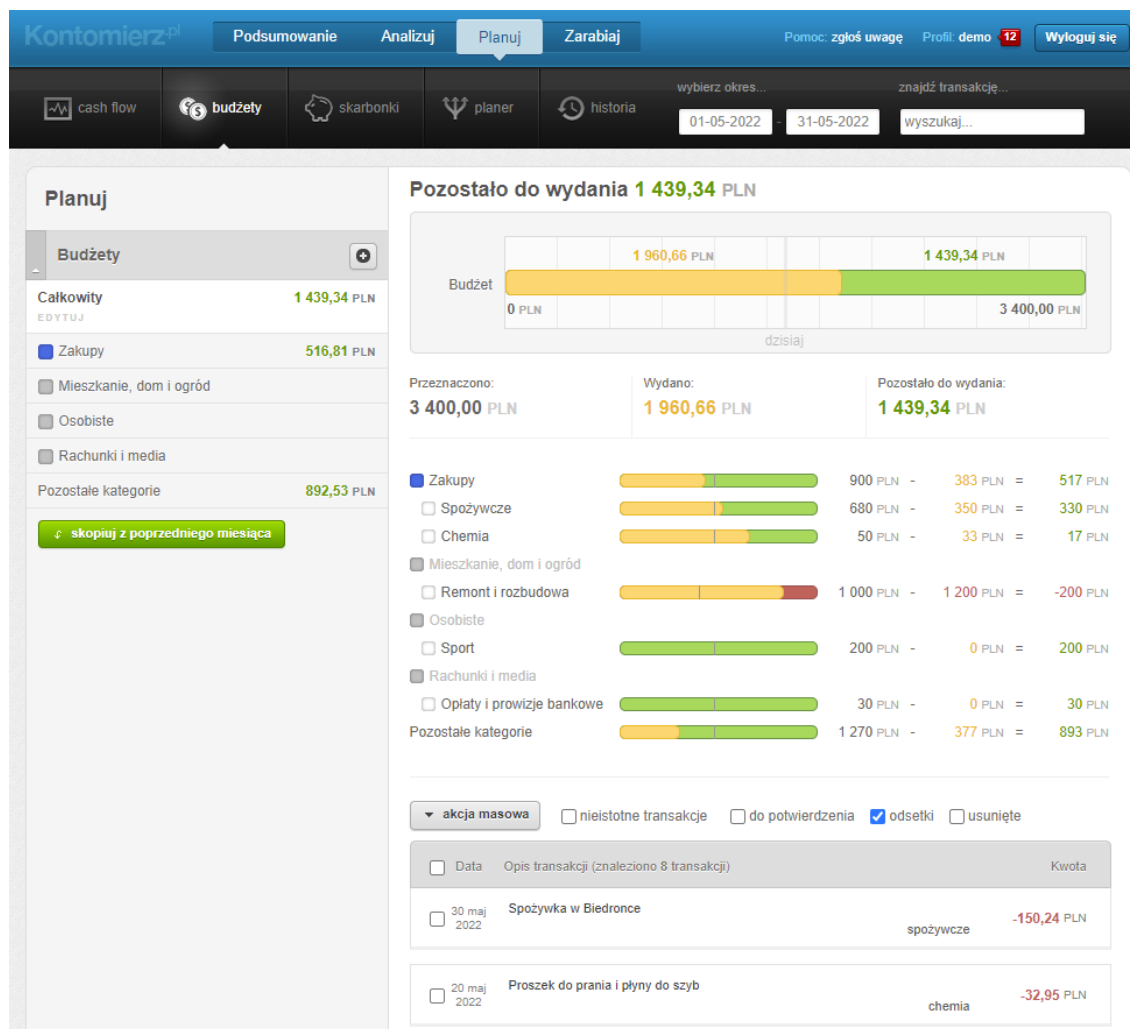 Kontomierz.pl Podsumowanie Analizuj Planuj Zarabiaj Pomoc: zgłoś uwagę Profil: demo 12 Wyloguj się
wybierz okres... znajdź transakcję...
cash flow budżety skarbonki planer historia
01-05-2022 - 31-05-2022 wyszukaj...
Planuj
Budżety
Całkowity 1 439,34 PLN
EDYTUJ
Zakupy 516,81 PLN
Mieszkanie, dom i ogród
Osobiste
Rachunki i media
Pozostałe kategorie 892,53 PLN
skopiuj z poprzedniego miesiąca
Pozostało do wydania 1 439,34 PLN
1 960,66 PLN 1 439,34 PLN
Budżet
0 PLN 3 400,00 PLN
dzisiaj
Przeznaczono: Wydano: Pozostało do wydania:
3 400,00 PLN 1 960,66 PLN 1 439,34 PLN
Zakupy 900 PLN - 383 PLN = 517 PLN
Spożywcze 680 PLN - 350 PLN = 330 PLN
Chemia 50 PLN - 33 PLN = 17 PLN
Mieszkanie, dom i ogród
Remont i rozbudowa 1 000 PLN - 1 200 PLN = -200 PLN
Osobiste
Sport 200 PLN - 0 PLN = 200 PLN
Rachunki i media
Opłaty i prowizje bankowe 30 PLN - 0 PLN = 30 PLN
Pozostałe kategorie 1 270 PLN - 377 PLN = 893 PLN
akcja masowa nieistotne transakcje do potwierdzenia odsetki usunięte
Data Opis transakcji (znaleziono 8 transakcji) Kwota
30 maj 2022 Spożywka w Biedronce
spożywcze -150,24 PLN
20 maj 2022 Proszek do prania i płyny do szyb
chemia -32,95 PLN